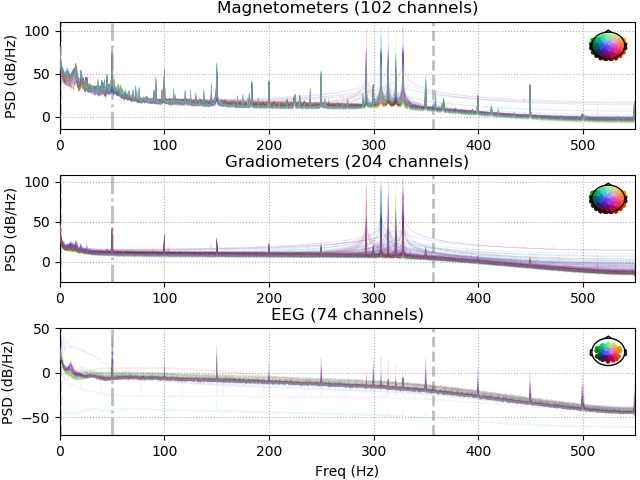 Magnetometers (102 channels)
PSD (dB/Hz)
100
50
0
0 100 200 300 400 500
Gradiometers (204 channels)
PSD (dB/Hz)
100
50
0
0 100 200 300 400 500
EEG (74 channels)
PSD (dB/Hz)
50
0
−50
0 100 200 300 400 500
Freq (Hz)